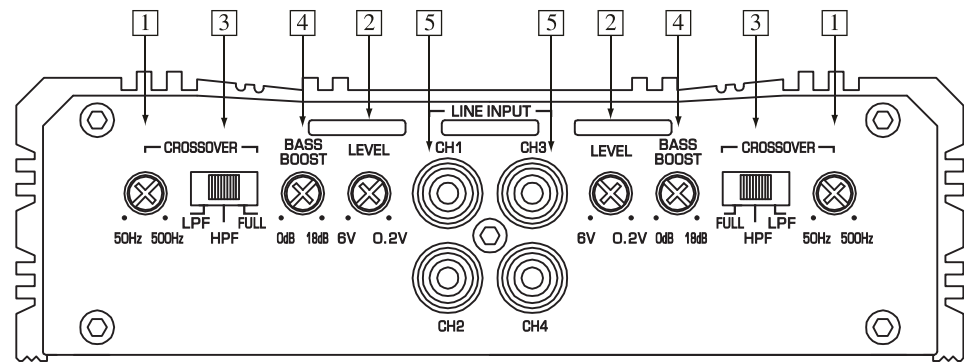 1 3 4 2 5 5 2 4 3 1
LINE INPUT
CROSSOVER BASS BOOST LEVEL CH1 CH3 LEVEL BASS BOOST CROSSOVER
LPF HPF FULL FULL HPF LPF
50Hz 500Hz 0dB 18dB 6V 0.2V 6V 0.2V 0dB 18dB 50Hz 500Hz
CH2 CH4